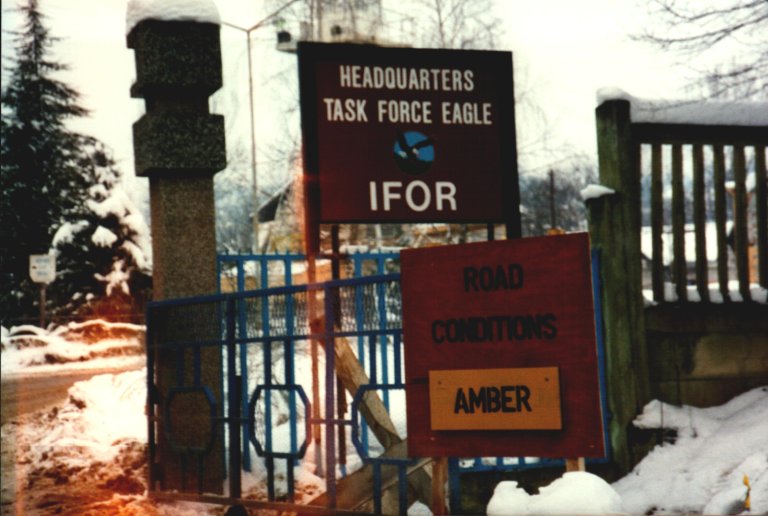 HEADQUARTERS
TASK FORCE EAGLE
IFOR
ROAD
CONDITIONS
AMBER